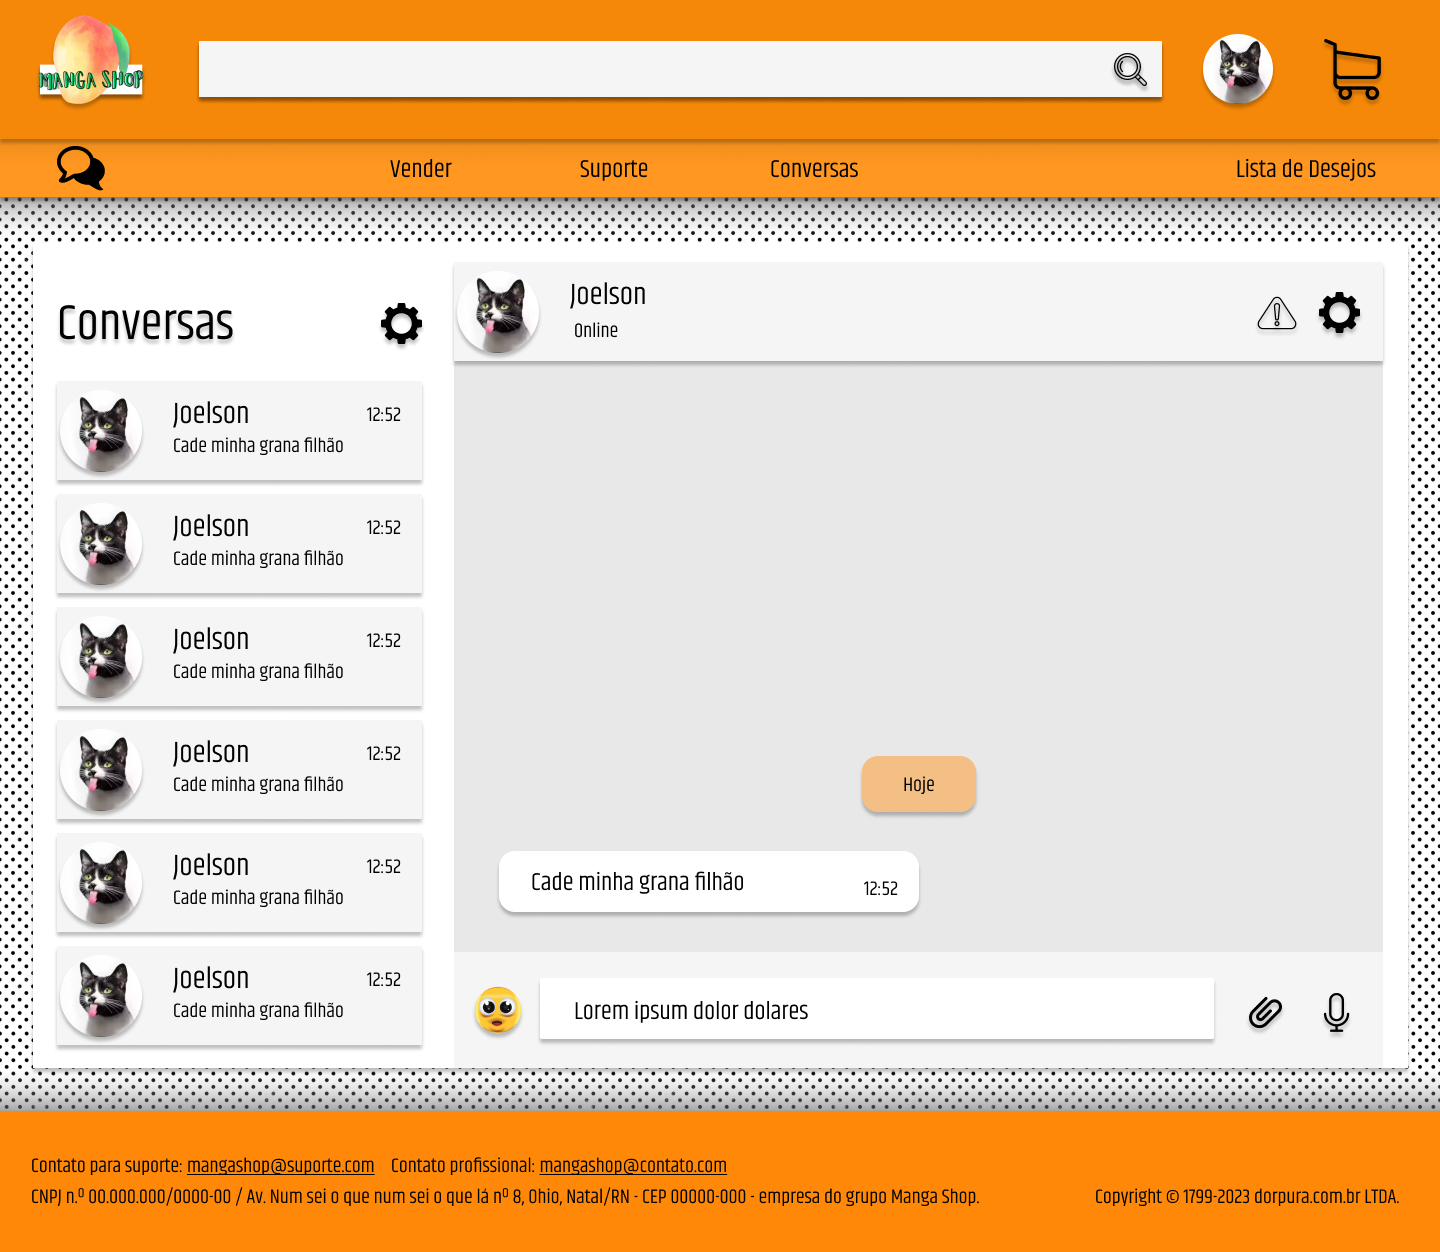 MANGA SHOP
Vender
Suporte
Conversas
Lista de Desejos
Conversas
Joelson
12:52
Cade minha grana filhão
Joelson
12:52
Cade minha grana filhão
Joelson
12:52
Cade minha grana filhão
Joelson
12:52
Cade minha grana filhão
Joelson
12:52
Cade minha grana filhão
Joelson
12:52
Cade minha grana filhão
Joelson
Online
Hoje
Cade minha grana filhão
12:52
Lorem ipsum dolor dolares
Contato para suporte: mangashop@suporte.com Contato profissional: mangashop@contato.com
CNPJ n.º 00.000.000/0000-00 / Av. Num sei o que num sei o que lá nº 8, Ohio, Natal/RN - CEP 00000-000 - empresa do grupo Manga Shop.
Copyright © 1799-2023 dorpura.com.br LTDA.